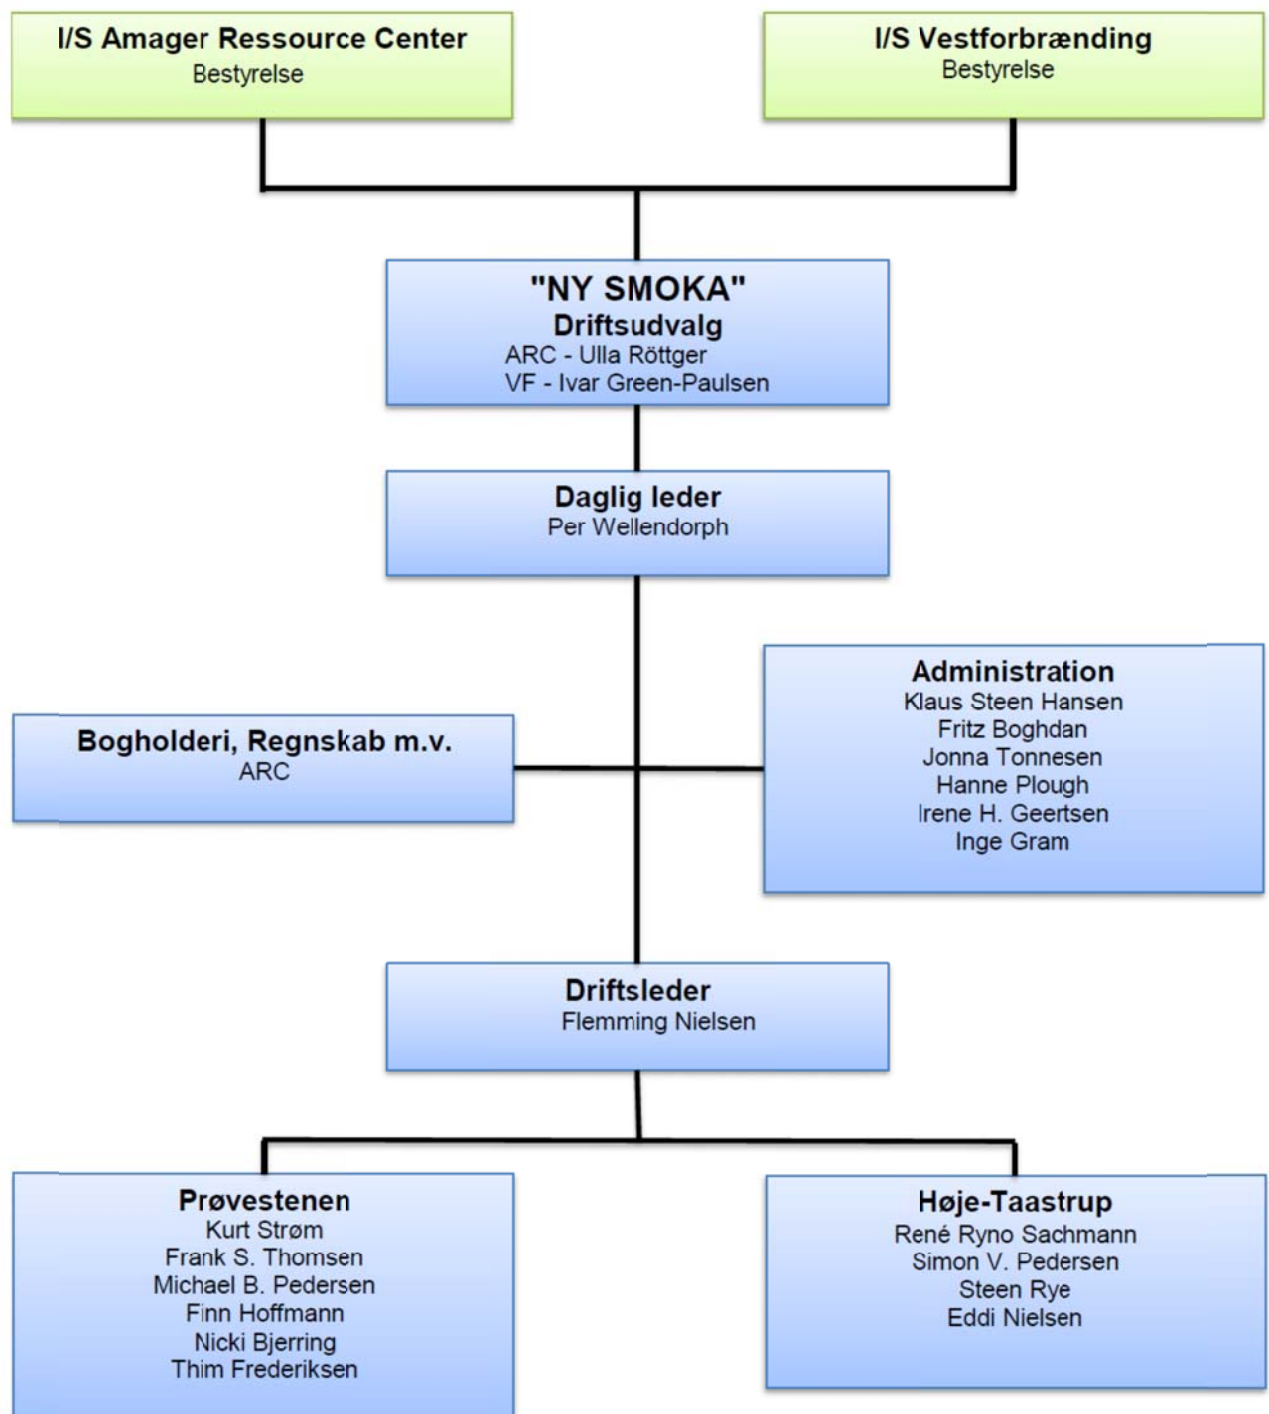 I/S Amager Ressource Center
Bestyrelse
I/S Vestforbrænding
Bestyrelse
"NY SMOKA"
Driftsudvalg
ARC - Ulla Röttger
VF - Ivar Green-Paulsen
Daglig leder
Per Wellendorph
Administration
Klaus Steen Hansen
Fritz Boghdan
Jonna Tonnesen
Hanne Plough
Irene H. Geertsen
Inge Gram
Bogholderi, Regnskab m.v.
ARC
Driftsleder
Flemming Nielsen
Prøvestenen
Kurt Strøm
Frank S. Thomsen
Michael B. Pedersen
Finn Hoffmann
Nicki Bjerring
Thim Frederiksen
Høje-Taastrup
René Ryno Sachmann
Simon V. Pedersen
Steen Rye
Eddi Nielsen